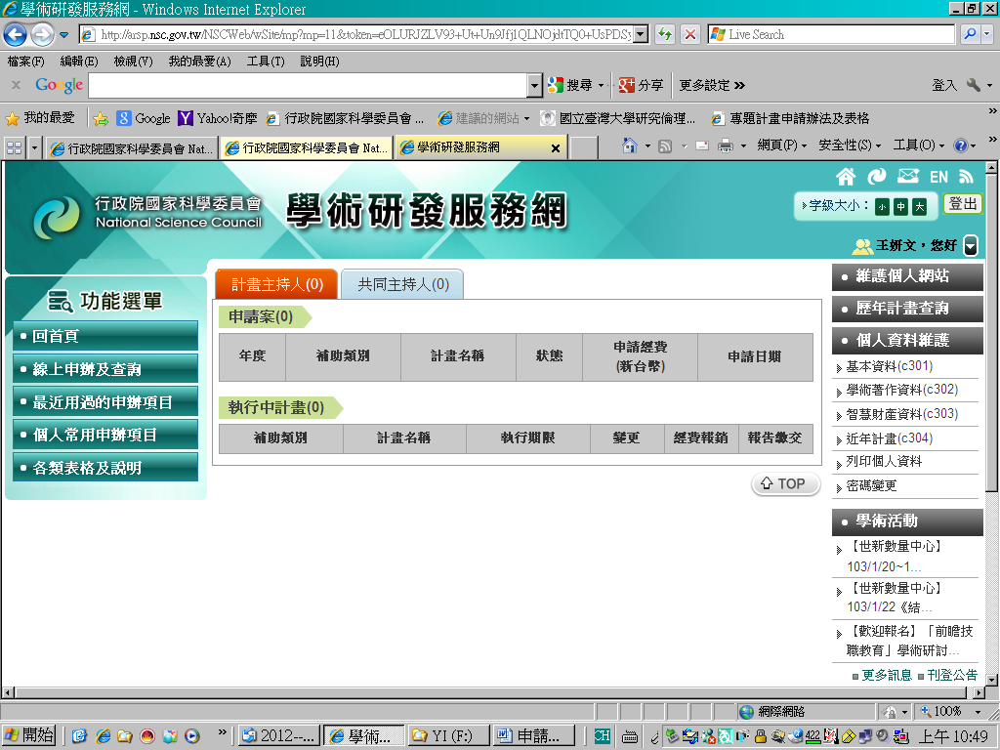 學術研發服務網 - Windows Internet Explorer
http://arsp.nsc.gov.tw/NSCWeb/wSite/mp?mp=11&token=
Live Search
檔案(F) 編輯(E) 檢視(V) 我的最愛(A) 工具(T) 說明(H)
Google 搜尋 分享 更多設定 » 登入
我的最愛 Google Yahoo!奇摩 行政院國家科學委員會 ... 建議的網站 國立臺灣大學研究倫理... 專題計畫申請辦法及表格
行政院國家科學委員會 Nat... 行政院國家科學委員會 Nat... 學術研發服務網 網頁(P) 安全性(S) 工具(O)
EN
行政院國家科學委員會
National Science Council
學術研發服務網
字級大小： 小 中 大 登出
王妍文，您好
功能選單
回首頁
線上申辦及查詢
最近用過的申辦項目
個人常用申辦項目
各類表格及說明
計畫主持人(0) 共同主持人(0)
申請案(0)
年度 補助類別 計畫名稱 狀態 申請經費 申請日期
(新台幣)
執行中計畫(0)
補助類別 計畫名稱 執行期限 變更 經費報銷 報告繳交
TOP
維護個人網站
歷年計畫查詢
個人資料維護
基本資料(c301)
學術著作資料(c302)
智慧財產資料(c303)
近年計畫(c304)
列印個人資料
密碼變更
學術活動
【世新數量中心】
103/1/20~1...
【世新數量中心】
103/1/22《結...
【歡迎報名】「前瞻技
職教育」學術研討...
更多訊息 刊登公告
網際網路 100%
開始 2012--... 學術... YI (F:) 申請... CH 422 上午 10:49